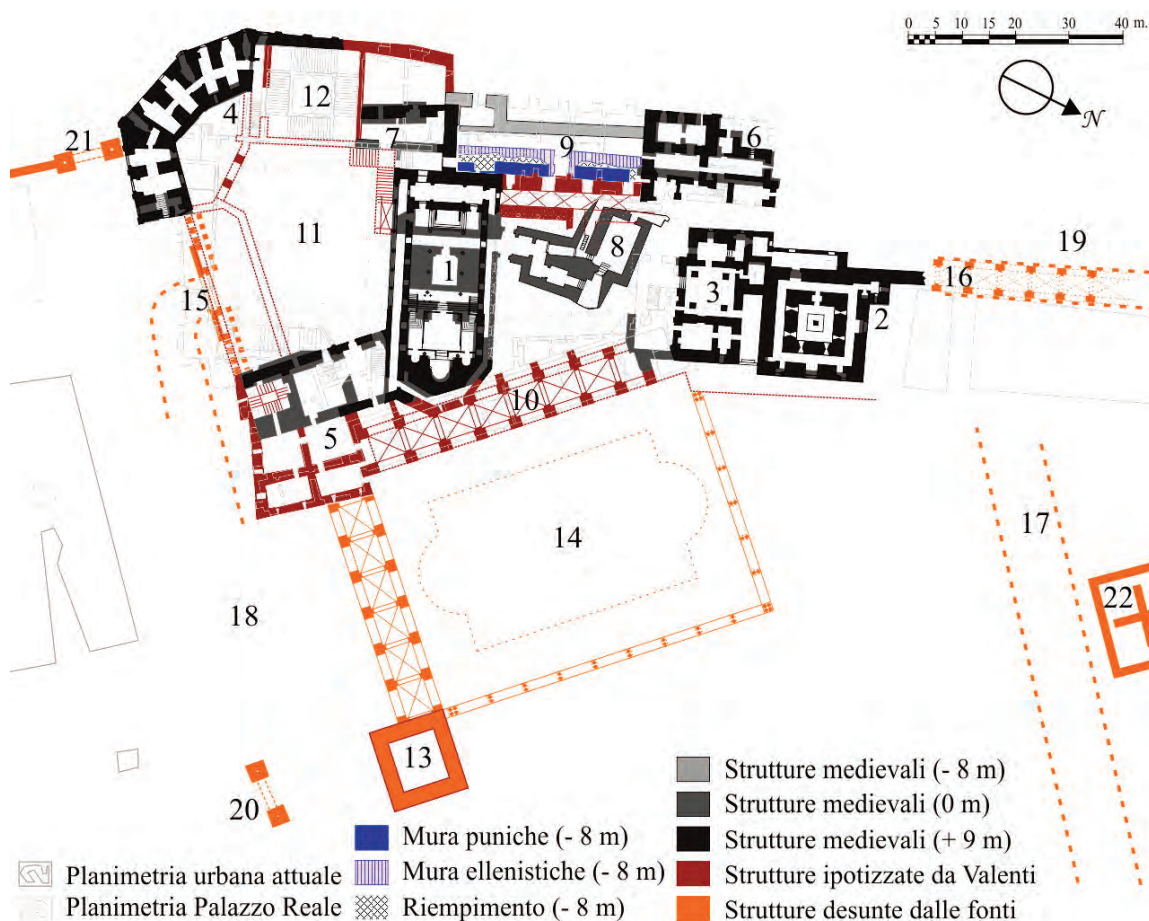 0 5 10 15 20 30 40 m.
N
12
21
4
7
9
6
11
8
19
1
3
16
15
2
10
5
17
14
22
18
13
20
Strutture medievali (- 8 m)
Strutture medievali (0 m)
Mura puniche (- 8 m)
Strutture medievali (+ 9 m)
Planimetria urbana attuale
Mura ellenistiche (- 8 m)
Strutture ipotizzate da Valenti
Planimetria Palazzo Reale
Riempimento (- 8 m)
Strutture desunte dalle fonti